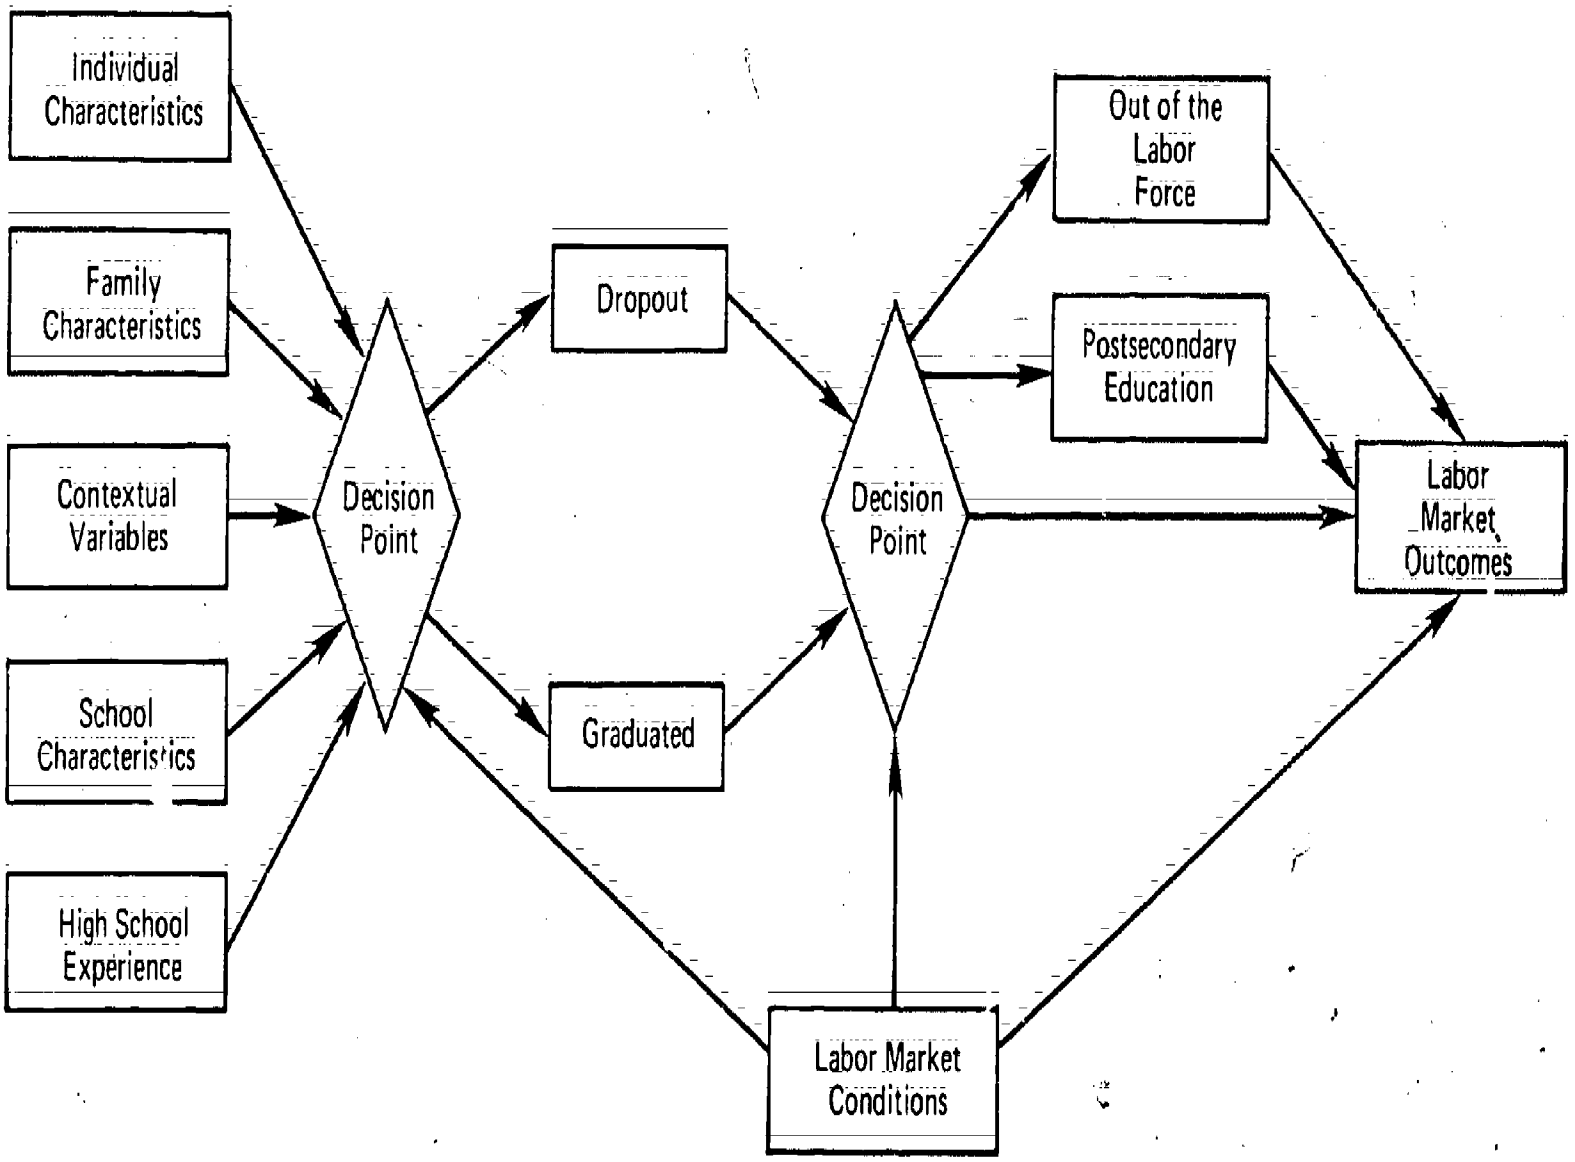 Individual
Characteristics
Family
Characteristics
Contextual
Variables
School
Characteristics
High School
Experience
Decision
Point
Dropout
Graduated
Decision
Point
Out of the
Labor
Force
Postsecondary
Education
Labor
Market
Outcomes
Labor Market
Conditions